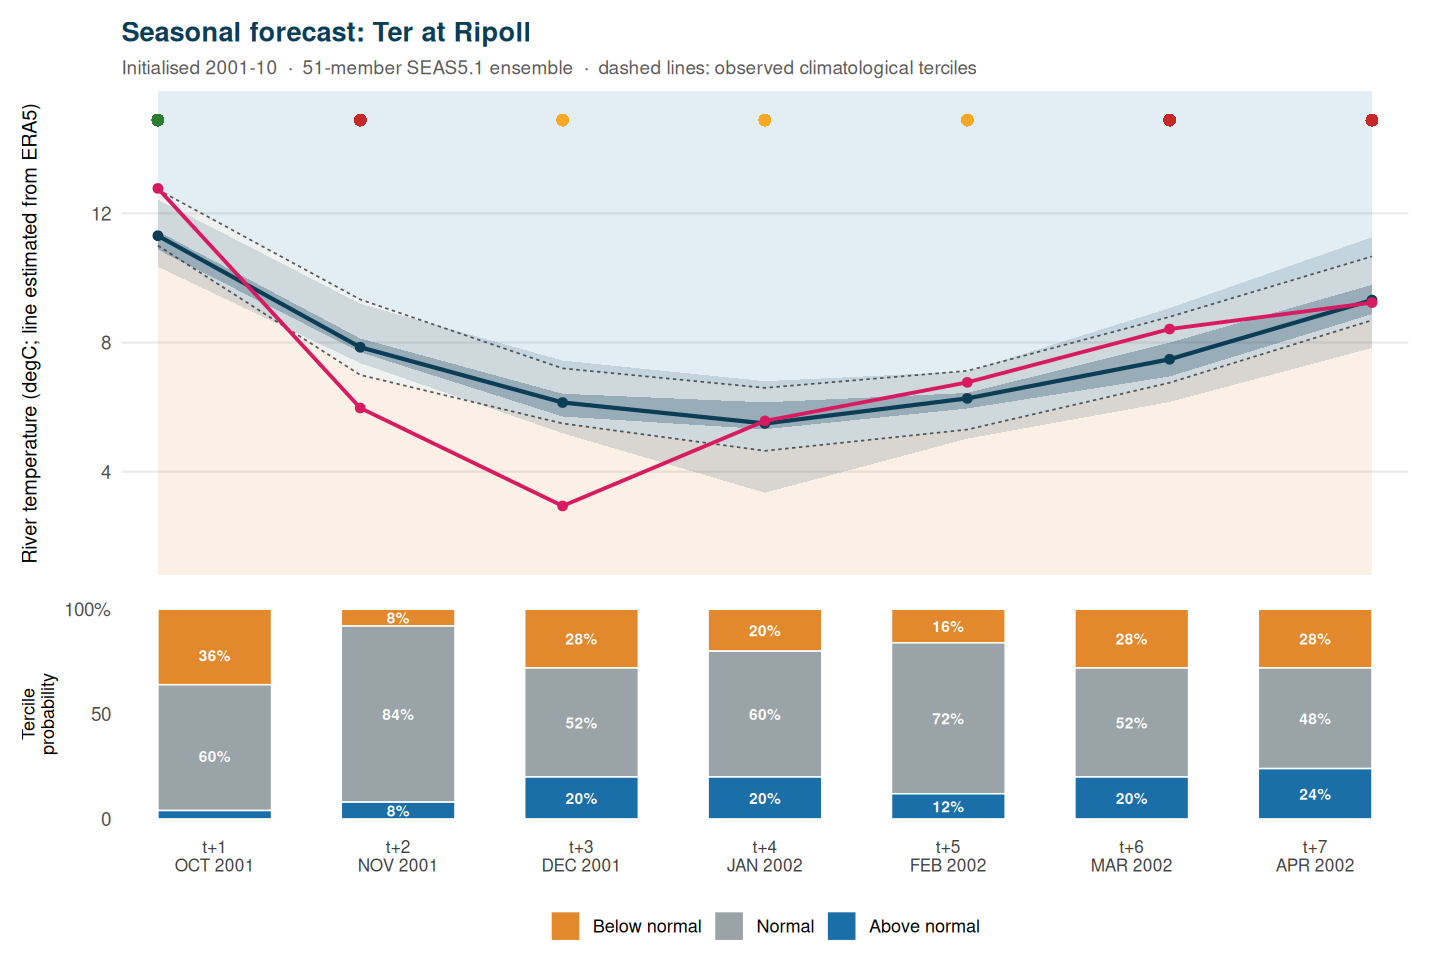 Seasonal forecast: Ter at Ripoll
Initialised 2001-10 · 51-member SEAS5.1 ensemble · dashed lines: observed climatological terciles
River temperature (degC; line estimated from ERA5)
12
8
4
Tercile
probability
100%
50
0
36%
60%
8%
84%
8%
28%
52%
20%
20%
60%
20%
16%
72%
12%
28%
52%
20%
28%
48%
24%
t+1
OCT 2001
t+2
NOV 2001
t+3
DEC 2001
t+4
JAN 2002
t+5
FEB 2002
t+6
MAR 2002
t+7
APR 2002
Below normal
Normal
Above normal